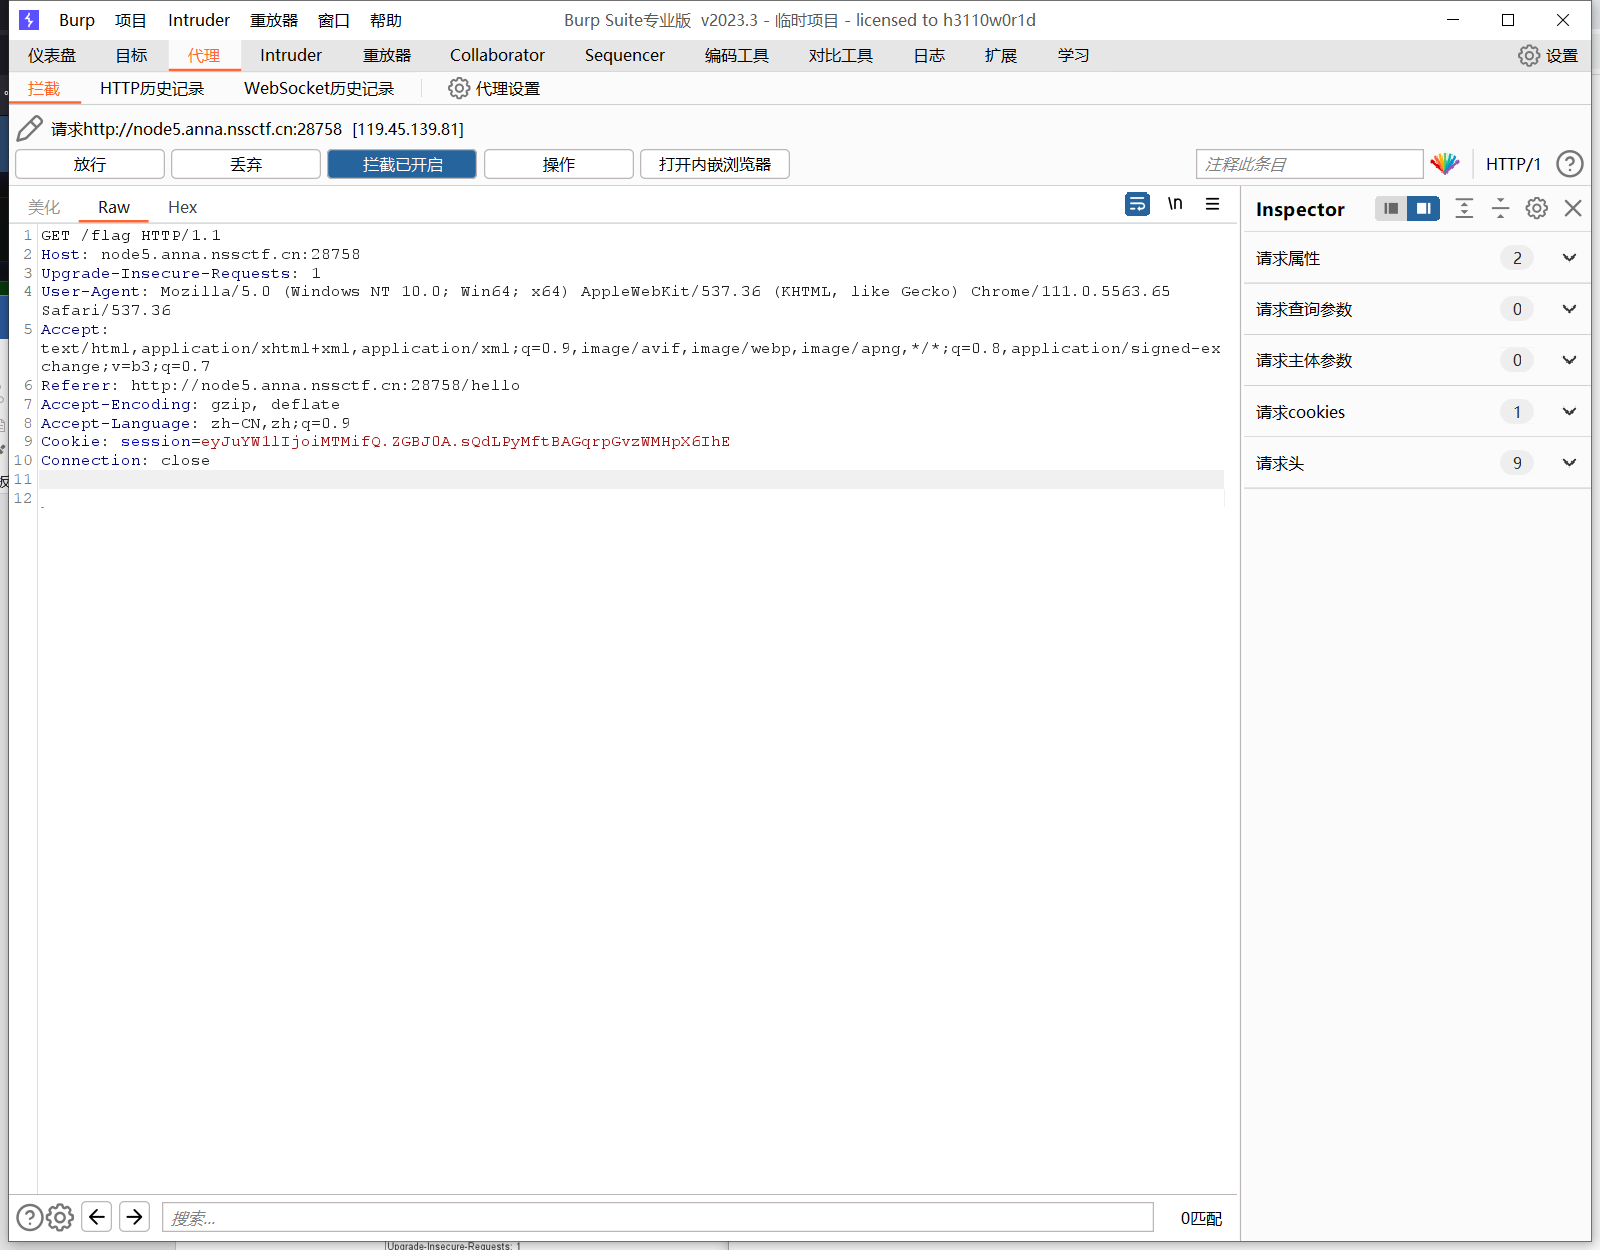 Burp 项目 Intruder 重放器 窗口 帮助 Burp Suite专业版 v2023.3 - 临时项目 - licensed to h3110w0r1d
仪表盘 目标 代理 Intruder 重放器 Collaborator Sequencer 编码工具 对比工具 日志 扩展 学习 设置
拦截 HTTP历史记录 WebSocket历史记录 代理设置
请求http://node5.anna.nssctf.cn:28758 [119.45.139.81]
放行 丢弃 拦截已开启 操作 打开内嵌浏览器 注释此条目 HTTP/1 ?
美化 Raw Hex \n
Inspector
请求属性 2
请求查询参数 0
请求主体参数 0
请求cookies 1
请求头 9
1 GET /flag HTTP/1.1
2 Host: node5.anna.nssctf.cn:28758
3 Upgrade-Insecure-Requests: 1
4 User-Agent: Mozilla/5.0 (Windows NT 10.0; Win64; x64) AppleWebKit/537.36 (KHTML, like Gecko) Chrome/111.0.5563.65
Safari/537.36
5 Accept:
text/html,application/xhtml+xml,application/xml;q=0.9,image/avif,image/webp,image/apng,*/*;q=0.8,application/signed-ex
change;v=b3;q=0.7
6 Referer: http://node5.anna.nssctf.cn:28758/hello
7 Accept-Encoding: gzip, deflate
8 Accept-Language: zh-CN,zh;q=0.9
9 Cookie: session=eyJuYW1lIjoiMTMifQ.ZGBJ0A.sQdLPyMftBAGqrpGvzWMHpX6IhE
10 Connection: close
11
12
? 搜索... 0匹配
Upgrade-Insecure-Requests: 1